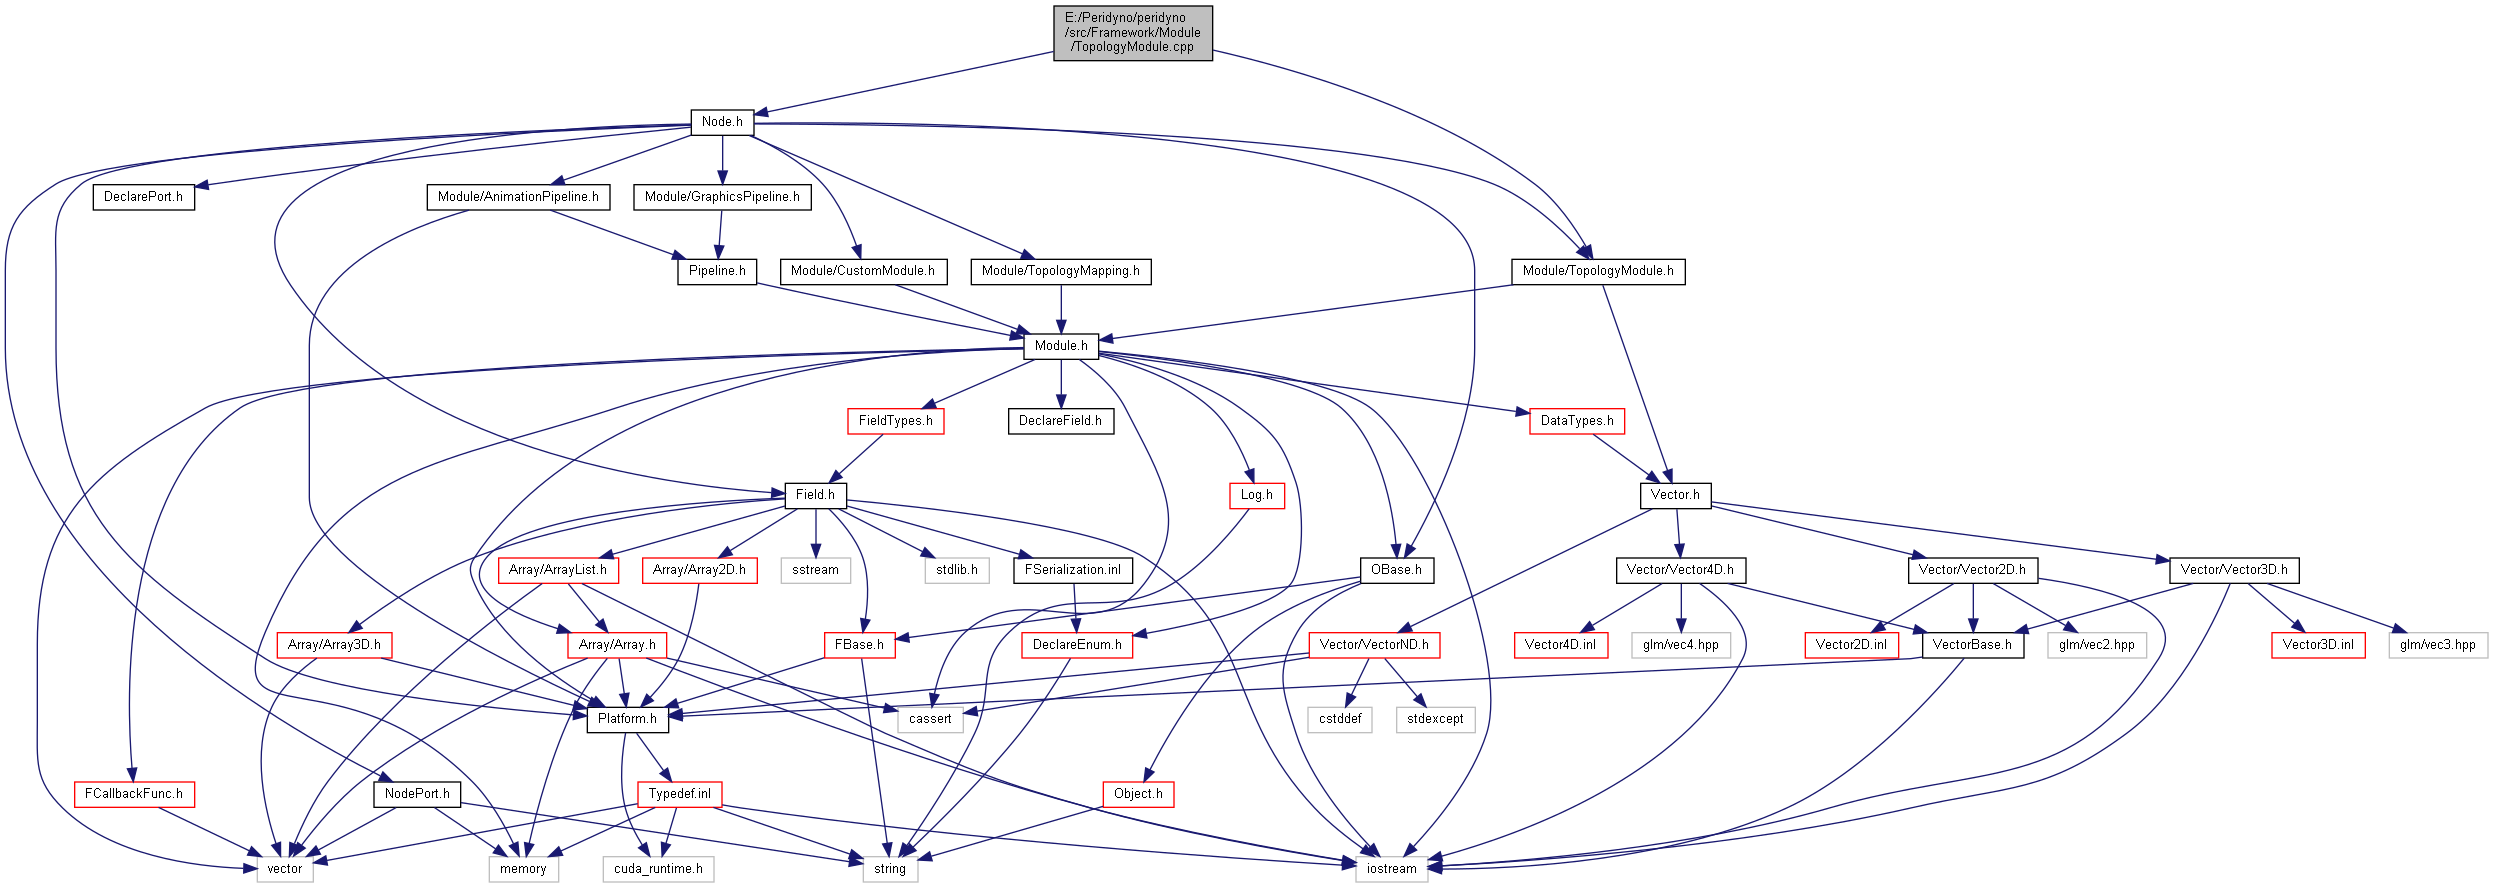 E:/Peridyno/peridyno
/src/Framework/Module
/TopologyModule.cpp
Node.h
DeclarePort.h
Module/AnimationPipeline.h
Module/GraphicsPipeline.h
Pipeline.h
Module/CustomModule.h
Module/TopologyMapping.h
Module/TopologyModule.h
Module.h
FieldTypes.h
DeclareField.h
DataTypes.h
Field.h
Log.h
Vector.h
Array/ArrayList.h
Array/Array2D.h
sstream
stdlib.h
FSerialization.inl
OBase.h
Vector/Vector4D.h
Vector/Vector2D.h
Vector/Vector3D.h
Array/Array3D.h
Array/Array.h
FBase.h
DeclareEnum.h
Vector/VectorND.h
Vector4D.inl
glm/vec4.hpp
Vector2D.inl
VectorBase.h
glm/vec2.hpp
Vector3D.inl
glm/vec3.hpp
Platform.h
cassert
cstddef
stdexcept
FCallbackFunc.h
NodePort.h
Typedef.inl
Object.h
vector
memory
cuda_runtime.h
string
iostream